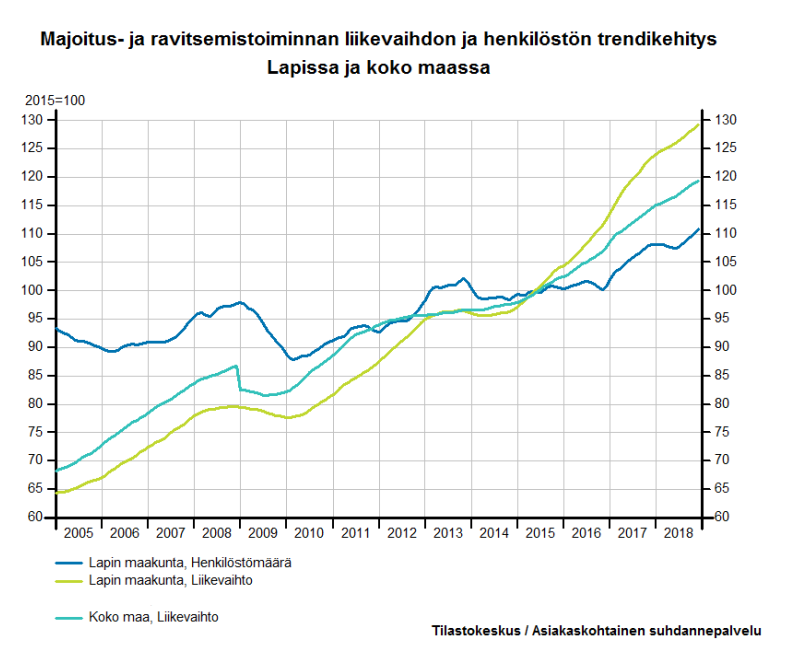 Majoitus- ja ravitsemistoiminnan liikevaihdon ja henkilöstön trendikehitys
Lapissa ja koko maassa
2015=100
130 130
125 125
120 120
115 115
110 110
105 105
100 100
95 95
90 90
85 85
80 80
75 75
70 70
65 65
60 60
2005 2006 2007 2008 2009 2010 2011 2012 2013 2014 2015 2016 2017 2018
Lapin maakunta, Henkilöstömäärä
Lapin maakunta, Liikevaihto
Koko maa, Liikevaihto
Tilastokeskus / Asiakaskohtainen suhdannepalvelu